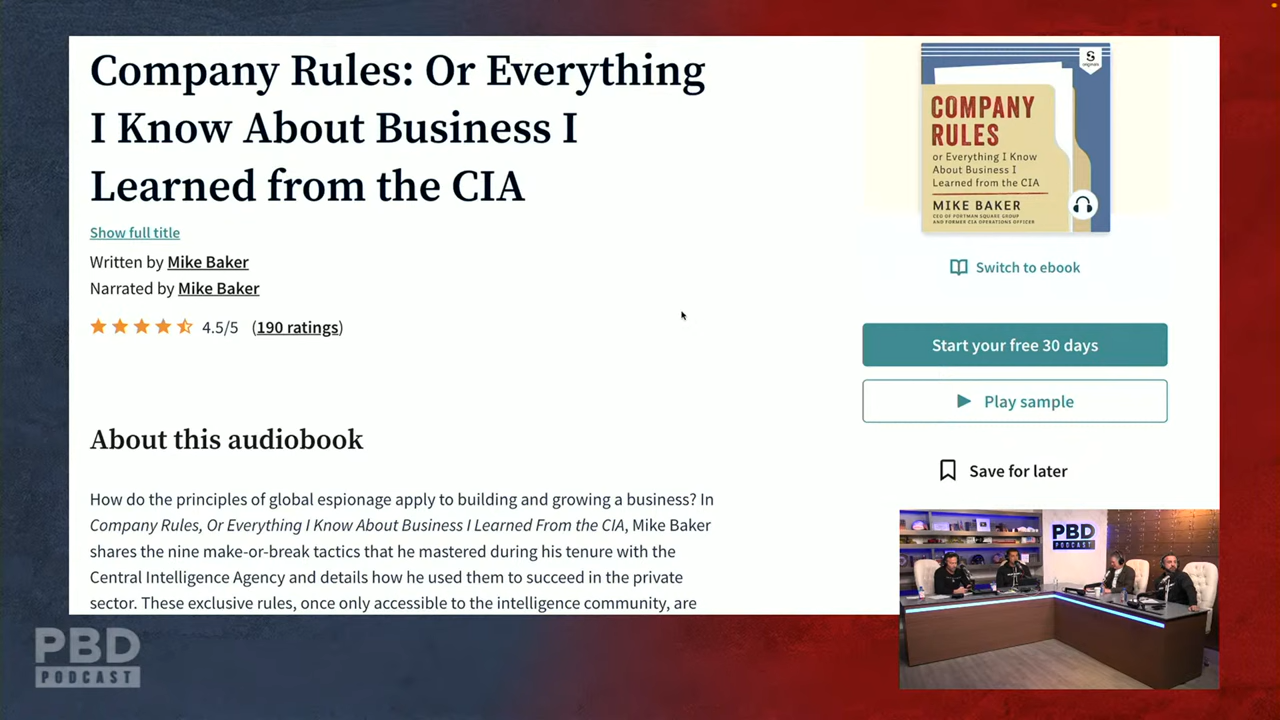 Company Rules: Or Everything
I Know About Business I
Learned from the CIA
Show full title
Written by Mike Baker
Narrated by Mike Baker
4.5/5 (190 ratings)
About this audiobook
How do the principles of global espionage apply to building and growing a business? In
Company Rules, Or Everything I Know About Business I Learned From the CIA, Mike Baker
shares the nine make-or-break tactics that he mastered during his tenure with the
Central Intelligence Agency and details how he used them to succeed in the private
sector. These exclusive rules, once only accessible to the intelligence community, are
S
originals
COMPANY
RULES
or Everything I Know
About Business I
Learned from the CIA
MIKE BAKER
CEO OF PORTMAN SQUARE GROUP
AND FORMER CIA OPERATIONS OFFICER
Switch to ebook
Start your free 30 days
Play sample
Save for later
PBD
PODCAST
PBD
PODCAST